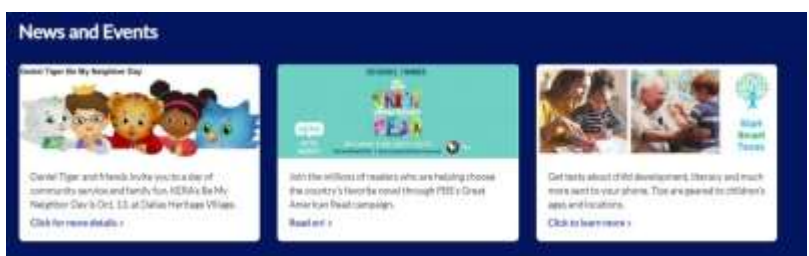 News and Events
Daniel Tiger Be My Neighbor Day
Daniel Tiger and friends invite you to a day of
community service and family fun. KERA's Be My
Neighbor Day is Oct. 13, at Dallas Heritage Village.
Click for more details >
Join the millions of readers who are helping choose
the country's favorite novel through PBS's Great
American Read campaign.
Read on! >
Start
Smart
Texas
Get texts about child development, literacy and much
more sent to your phone. Tips are geared to children's
ages and locations.
Click to learn more >